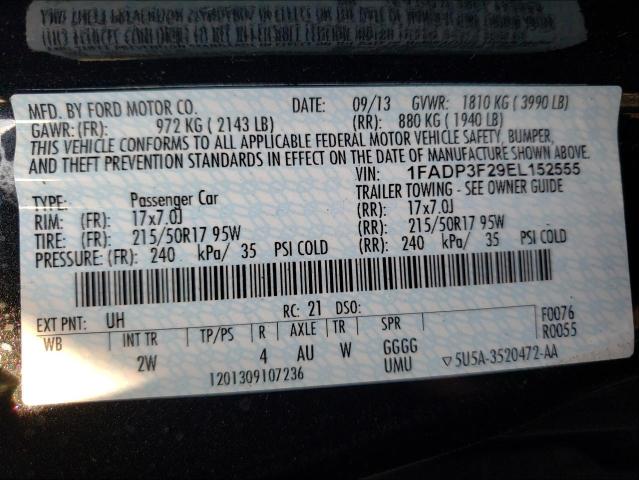 MFD. BY FORD MOTOR CO. DATE: 09/13 GVWR: 1810 KG ( 3990 LB)
GAWR: (FR): 972 KG ( 2143 LB) (RR): 880 KG ( 1940 LB)
THIS VEHICLE CONFORMS TO ALL APPLICABLE FEDERAL MOTOR VEHICLE SAFETY, BUMPER,
AND THEFT PREVENTION STANDARDS IN EFFECT ON THE DATE OF MANUFACTURE SHOWN ABOVE.
VIN: 1FADP3F29EL152555
TYPE: Passenger Car TRAILER TOWING - SEE OWNER GUIDE
RIM: (FR): 17x7.0J (RR): 17x7.0J
TIRE: (FR): 215/50R17 95W (RR): 215/50R17 95W
PRESSURE: (FR): 240 kPa/ 35 PSI COLD (RR): 240 kPa/ 35 PSI COLD
EXT PNT: UH RC: 21 DSO: F0076
R0055
WB INT TR TP/PS R AXLE TR SPR
2W 4 AU W GGGG
UMU
1201309107236
▽5U5A-3520472-AA